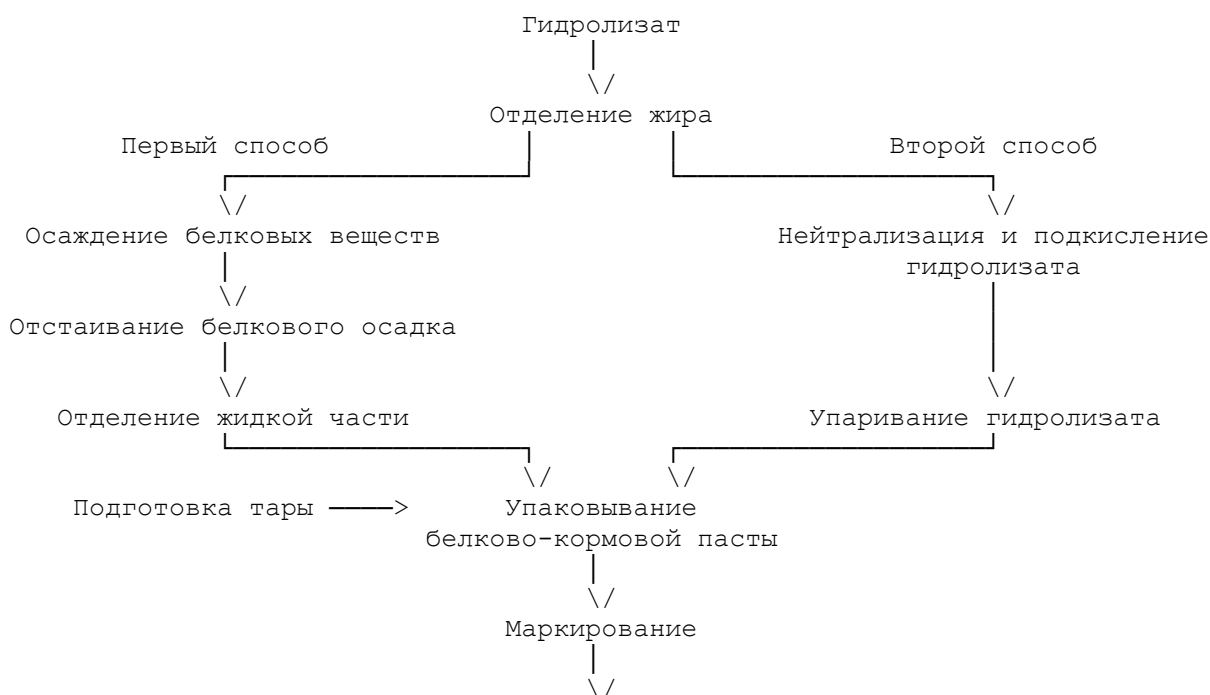 Гидролизат
Отделение жира
Первый способ Второй способ
Осаждение белковых веществ Нейтрализация и подкисление
гидролизата
Отстаивание белкового осадка
Отделение жидкой части Упаривание гидролизата
Подготовка тары ────> Упаковывание
белково-кормовой пасты
Маркирование